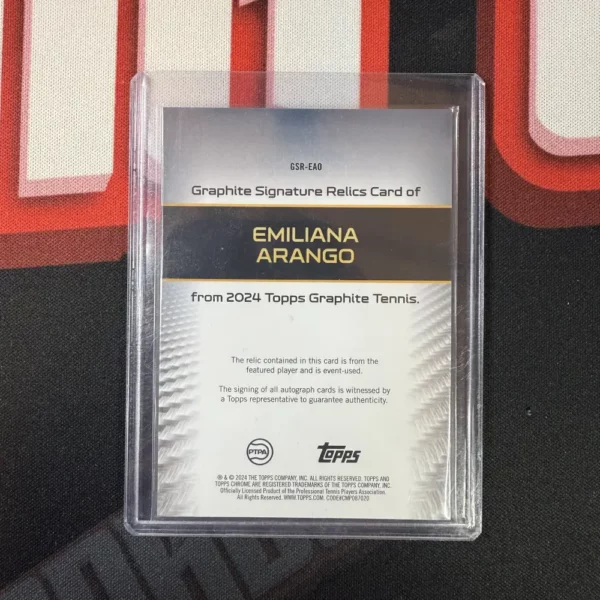 GSR-EAO
Graphite Signature Relics Card of
EMILIANA
ARANGO
from 2024 Topps Graphite Tennis.
The relic contained in this card is from the
featured player and is event-used.
The signing of all autograph cards is witnessed by
a Topps representative to guarantee authenticity.
PTPA
topps
® & © 2024 THE TOPPS COMPANY, INC. ALL RIGHTS RESERVED. TOPPS AND
TOPPS CHROME ARE REGISTERED TRADEMARKS OF THE TOPPS COMPANY, INC.
Officially Licensed Product of the Professional Tennis Players Association.
All Rights Reserved. WWW.TOPPS.COM. CODE#CMP087020